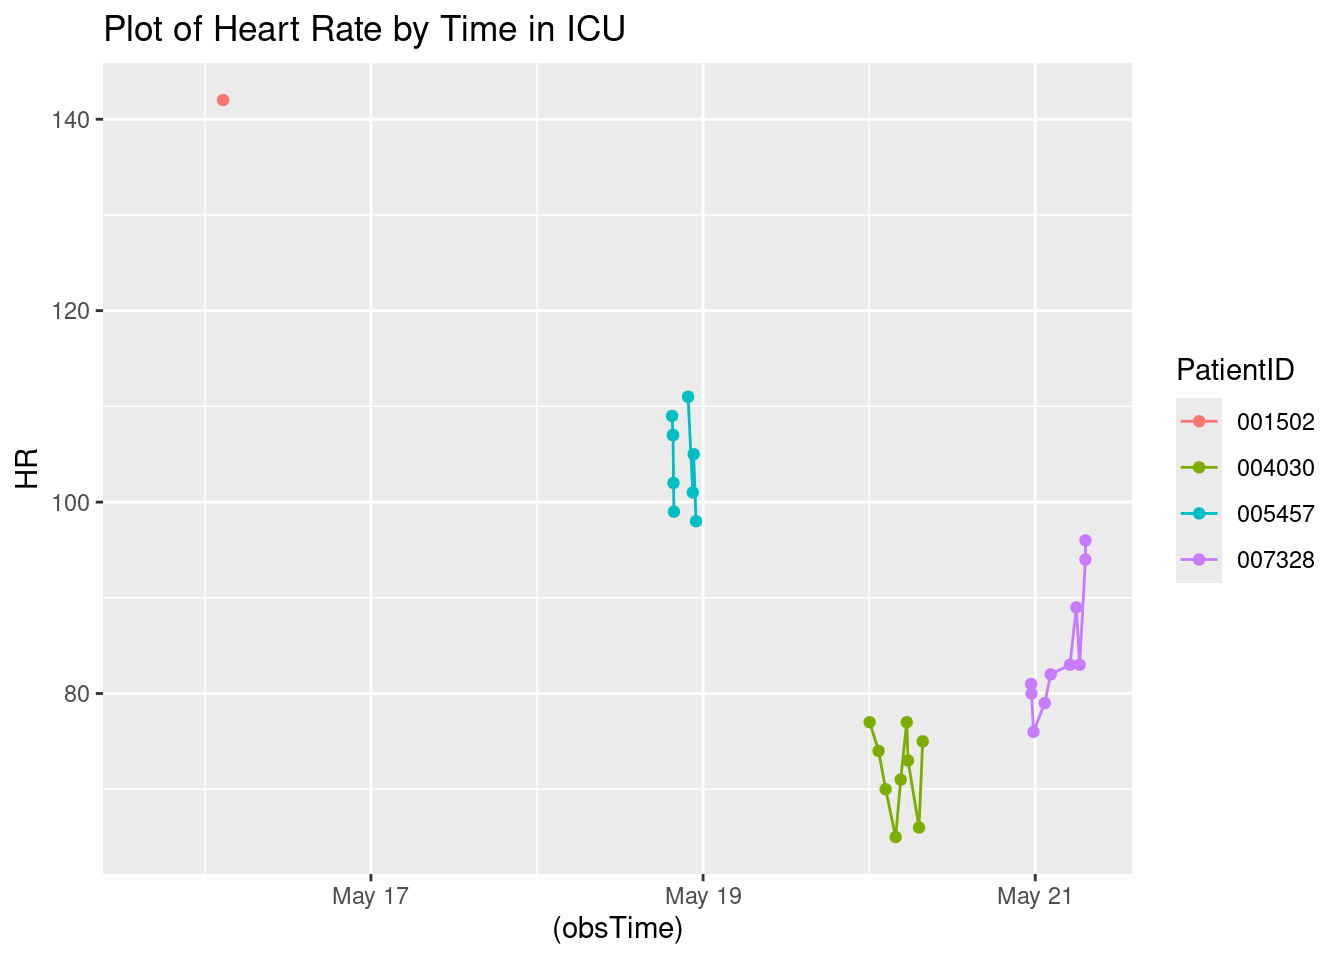 Plot of Heart Rate by Time in ICU
140
120
100
80
HR
May 17
May 19
May 21
(obsTime)
PatientID
001502
004030
005457
007328